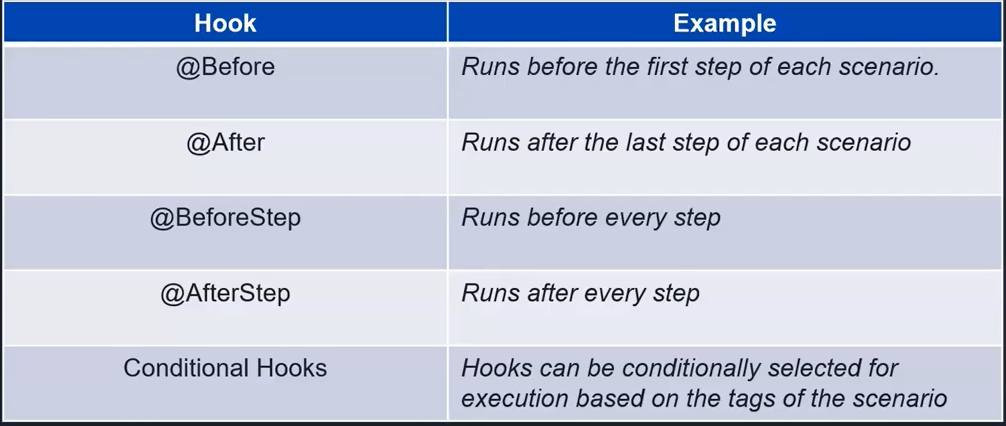 Hook Example
@Before Runs before the first step of each scenario.
@After Runs after the last step of each scenario
@BeforeStep Runs before every step
@AfterStep Runs after every step
Conditional Hooks Hooks can be conditionally selected for
execution based on the tags of the scenario